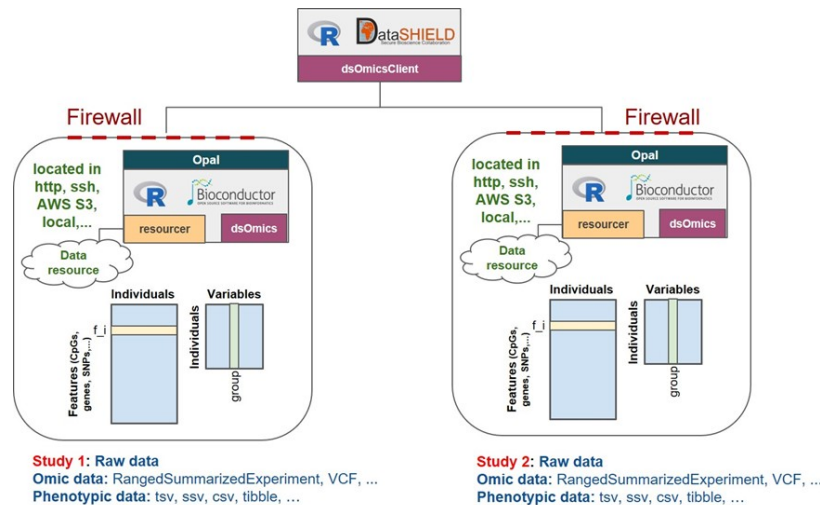 R DataSHIELD
Secure Bioscience Collaboration
dsOmicsClient
Firewall
located in
http, ssh,
AWS S3,
local,...
Opal
R Bioconductor
OPEN SOURCE SOFTWARE FOR BIOINFORMATICS
resourcer
dsOmics
Data
resource
Individuals
Variables
f_i
Features (CpGs,
genes, SNPs,...)
Individuals
group
Study 1: Raw data
Omic data: RangedSummarizedExperiment, VCF, ...
Phenotypic data: tsv, ssv, csv, tibble, ...
Firewall
located in
http, ssh,
AWS S3,
local,...
Opal
R Bioconductor
OPEN SOURCE SOFTWARE FOR BIOINFORMATICS
resourcer
dsOmics
Data
resource
Individuals
Variables
f_i
Features (CpGs,
genes, SNPs,...)
Individuals
group
Study 2: Raw data
Omic data: RangedSummarizedExperiment, VCF, ...
Phenotypic data: tsv, ssv, csv, tibble, ...